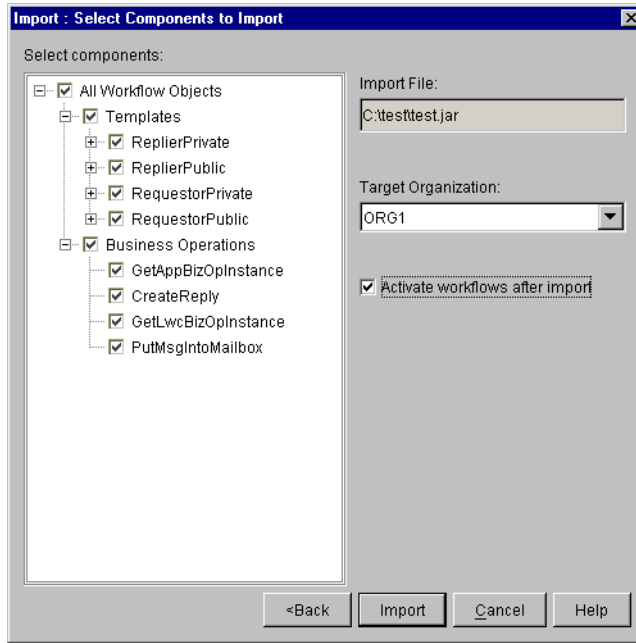 Import : Select Components to Import
Select components:
All Workflow Objects
Templates
ReplierPrivate
ReplierPublic
RequestorPrivate
RequestorPublic
Business Operations
GetAppBizOpInstance
CreateReply
GetLwcBizOpInstance
PutMsgIntoMailbox
Import File:
C:\test\test.jar
Target Organization:
ORG1
Activate workflows after import
<Back
Import
Cancel
Help